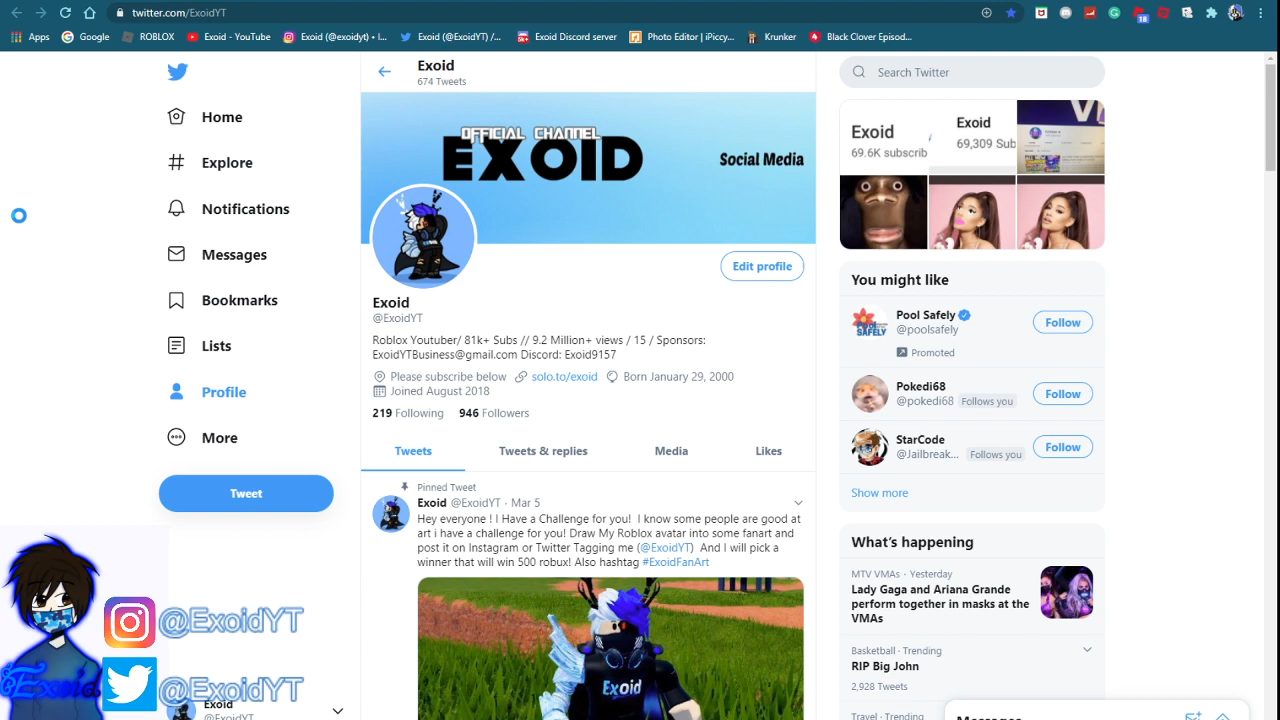 twitter.com/ExoidYT
18
Apps
Google
ROBLOX
Exoid - YouTube
Exoid (@exoidyt) • I...
Exoid (@ExoidYT) /...
Exoid Discord server
Photo Editor | iPiccy...
Krunker
Black Clover Episod...
Home
Explore
Notifications
Messages
Bookmarks
Lists
Profile
More
Tweet
Exoid
674 Tweets
OFFICIAL CHANNEL
EXOID
Social Media
Edit profile
Exoid
@ExoidYT
Roblox Youtuber/ 81k+ Subs // 9.2 Million+ views / 15 / Sponsors:
ExoidYTBusiness@gmail.com Discord: Exoid9157
Please subscribe below solo.to/exoid Born January 29, 2000
Joined August 2018
219 Following 946 Followers
Tweets Tweets & replies Media Likes
Pinned Tweet
Exoid @ExoidYT · Mar 5
Hey everyone ! I Have a Challenge for you! I know some people are good at
art i have a challenge for you! Draw My Roblox avatar into some fanart and
post it on Instagram or Twitter Tagging me (@ExoidYT) And I will pick a
winner that will win 500 robux! Also hashtag #ExoidFanArt
Exoid
Search Twitter
Exoid
69.6K subscrib
Exoid
69,309 Sub
You might like
Pool Safely
@poolsafely
Promoted
Follow
Pokedi68
@pokedi68 Follows you
Follow
StarCode
@Jailbreak... Follows you
Follow
Show more
What's happening
MTV VMAs · Yesterday
Lady Gaga and Ariana Grande
perform together in masks at the
VMAs
Basketball · Trending
RIP Big John
2,928 Tweets
Trending
Messages
Exoid
@ExoidYT
@ExoidYT
Exoid
@ExoidYT